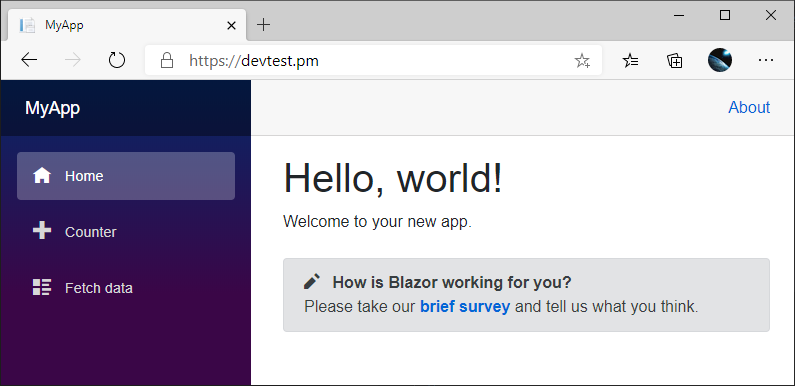 MyApp
https://devtest.pm
MyApp
About
Home
Counter
Fetch data
Hello, world!
Welcome to your new app.
How is Blazor working for you?
Please take our brief survey and tell us what you think.